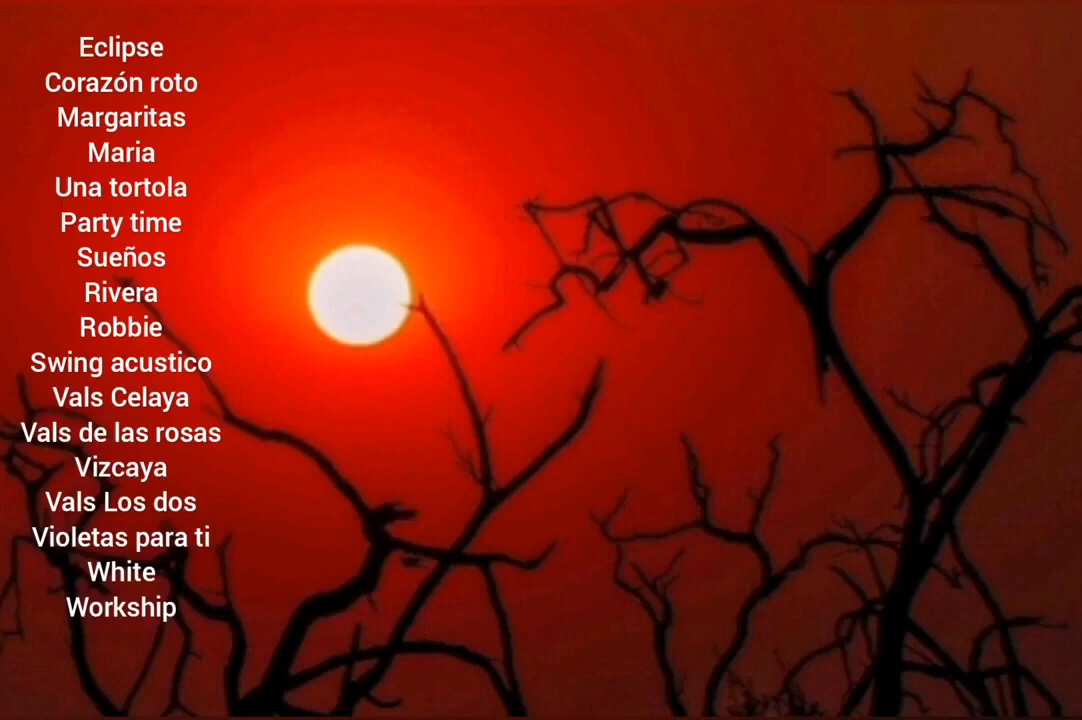 Eclipse
Corazón roto
Margaritas
Maria
Una tortola
Party time
Sueños
Rivera
Robbie
Swing acustico
Vals Celaya
Vals de las rosas
Vizcaya
Vals Los dos
Violetas para ti
White
Workship